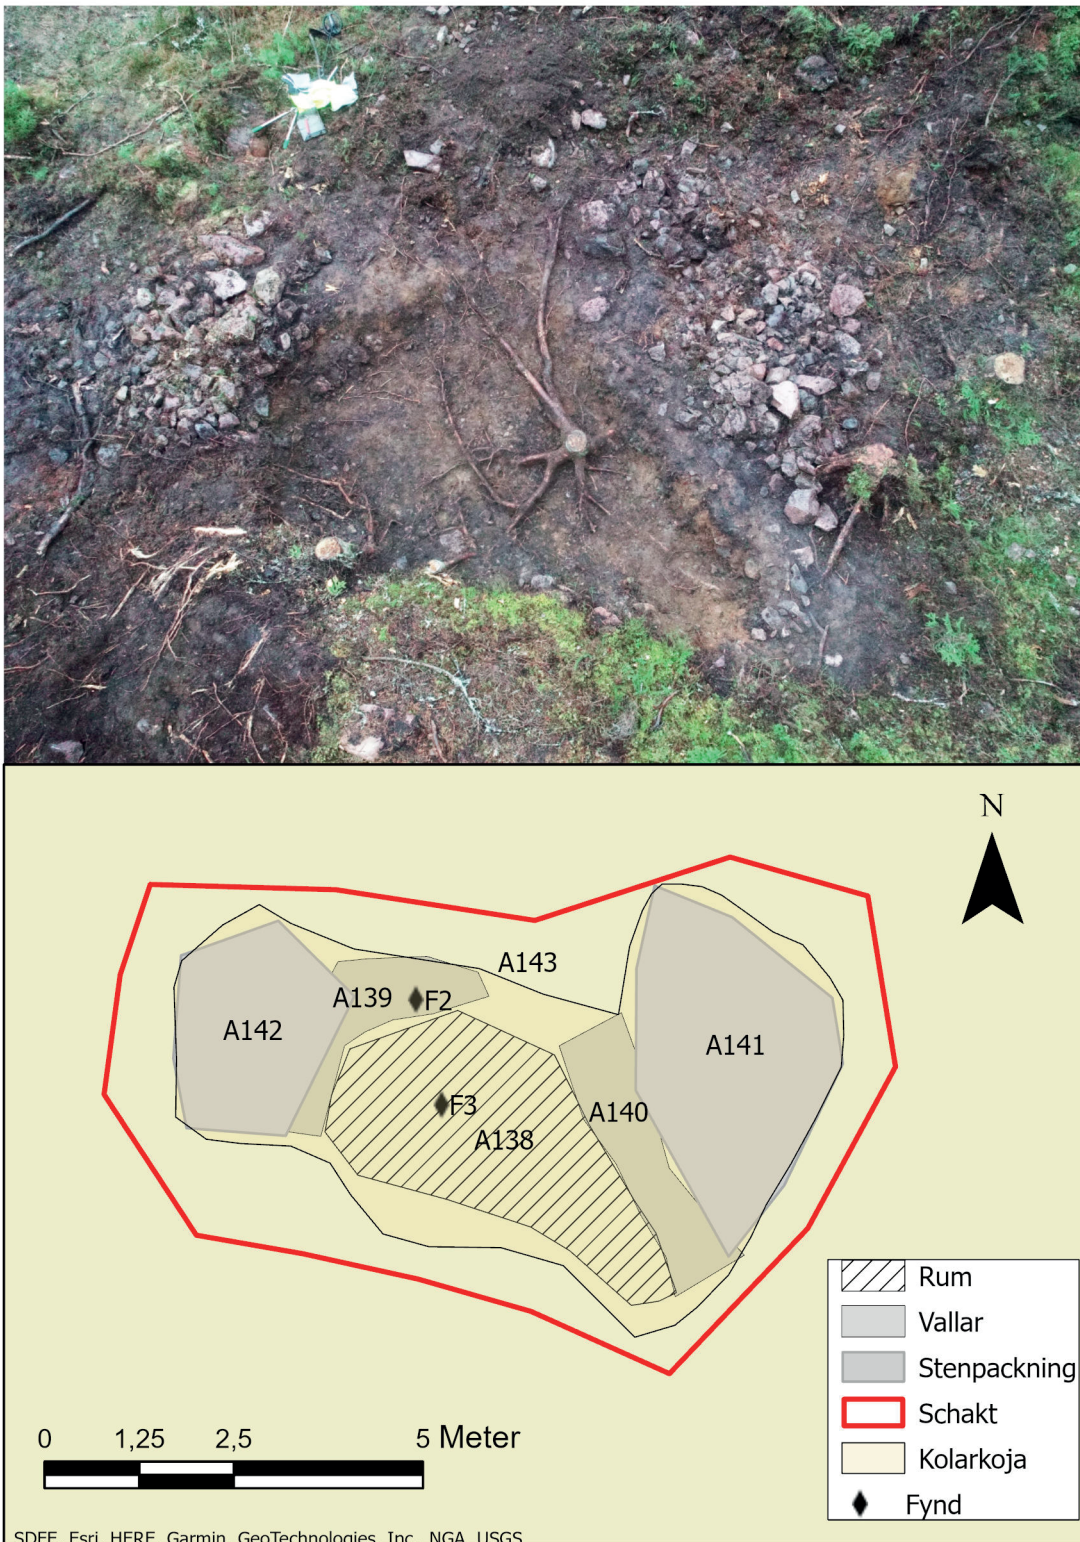 N
A143
A139
F2
A142
A141
F3
A140
A138
Rum
Vallar
Stenpackning
Schakt
Kolarkoja
Fynd
0 1,25 2,5 5 Meter
SDFE, Esri, HERE, Garmin, GeoTechnologies, Inc., NGA, USGS